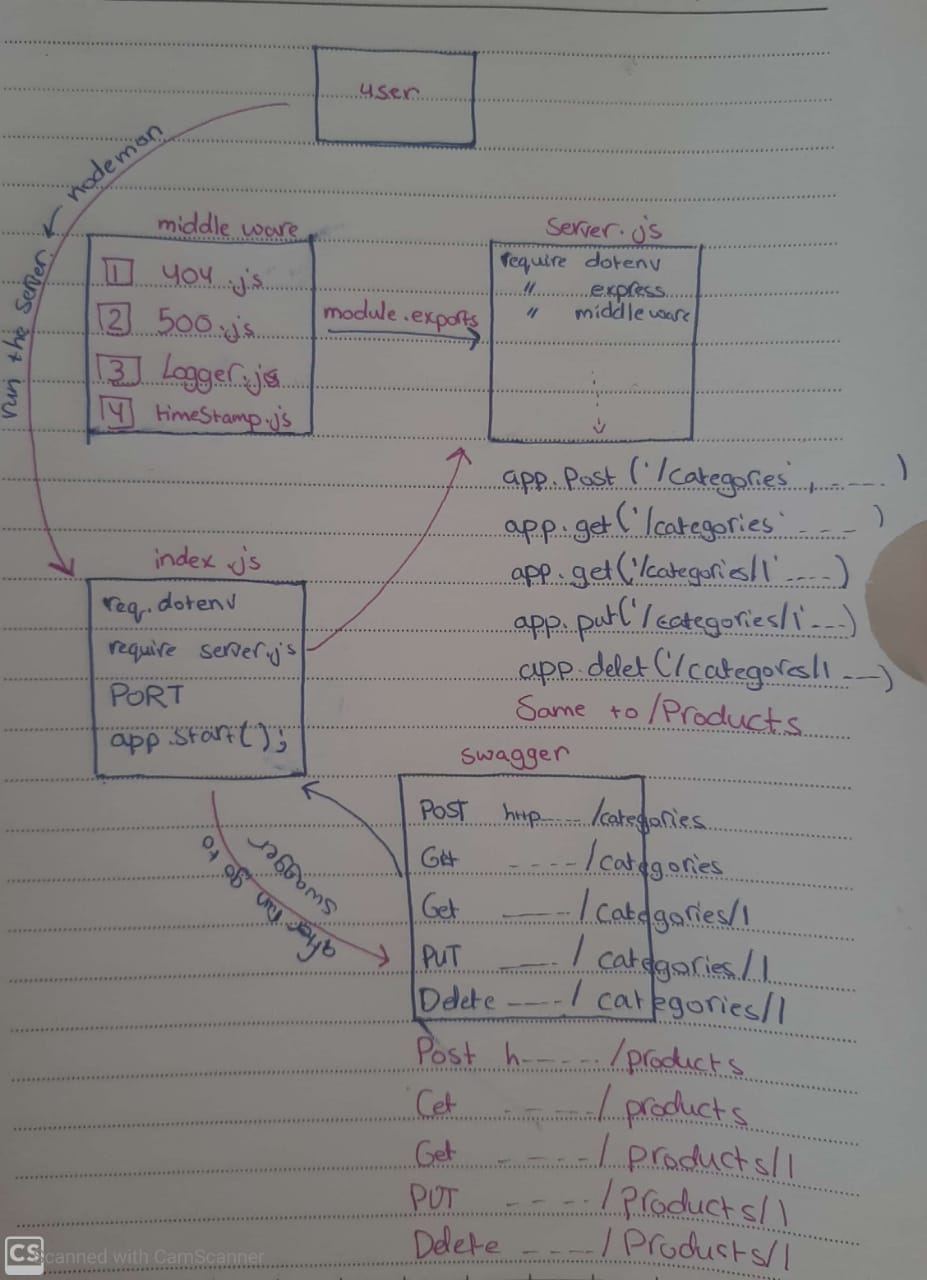 user
nodemon
run the server
middle ware
1 404.js
2 500.js
3 Logger.js
4 timeStamp.js
module.exports
Server.js
require dotenv
" express
" middleware
app.Post ('/categories', ----- )
app.get('/categories' --- )
app.get('/categories/1' ----)
app.put('/categories/1' ---)
app.delet('/categores/1 ---)
Same to /Products
index.js
req.dotenv
require server.js
PORT
app.start();
after run go to
swagger
swagger
POST http---- /categories
Get ---- /categories
Get ---- /categories/1
PUT ---- / categories/1
Delete ---- / categories/1
Post h------ /products
Get ----- / products
Get ----- / products/1
PUT ----- / Products/1
Delete ---- / Products/1
CS Scanned with CamScanner